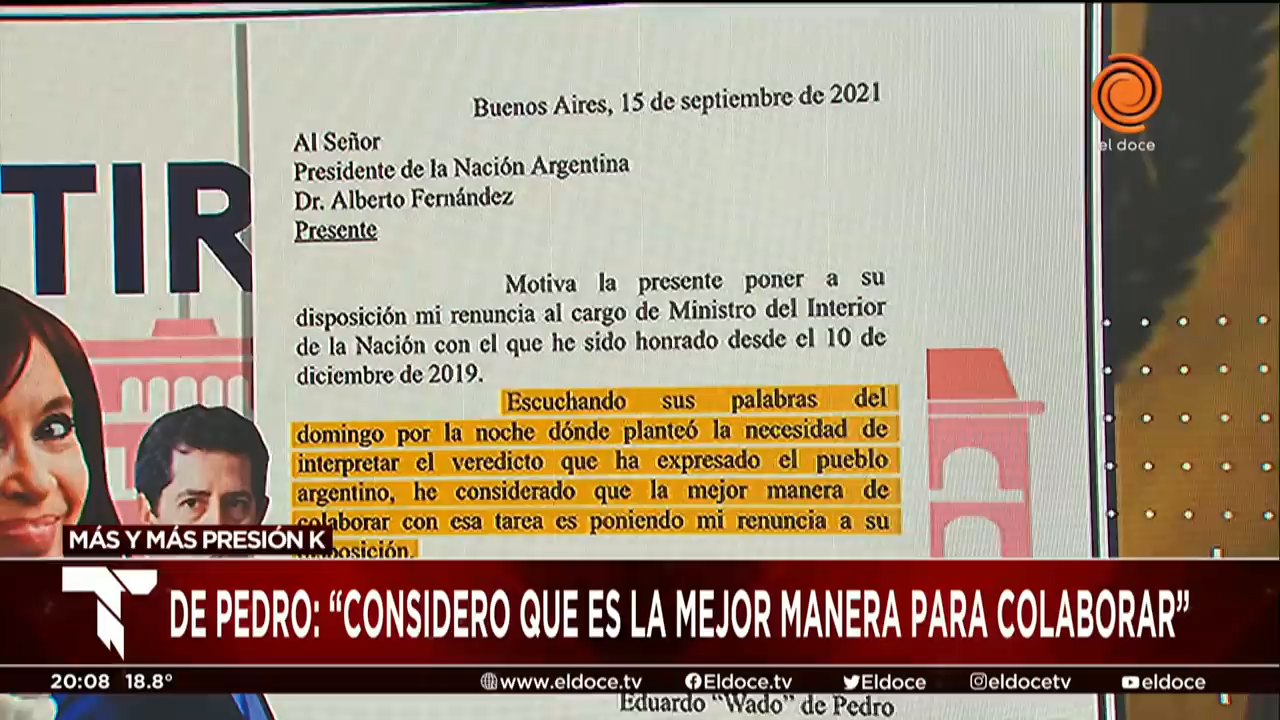 Buenos Aires, 15 de septiembre de 2021
el doce
Al Señor
Presidente de la Nación Argentina
Dr. Alberto Fernández
Presente
TIR
Motiva la presente poner a su
disposición mi renuncia al cargo de Ministro del Interior
de la Nación con el que he sido honrado desde el 10 de
diciembre de 2019.
Escuchando sus palabras del
domingo por la noche dónde planteó la necesidad de
interpretar el veredicto que ha expresado el pueblo
argentino, he considerado que la mejor manera de
colaborar con esa tarea es poniendo mi renuncia a su
posición.
MÁS Y MÁS PRESIÓN K
DE PEDRO: “CONSIDERO QUE ES LA MEJOR MANERA PARA COLABORAR”
20:08 18.8° www.eldoce.tv Eldoce.tv Eldoce eldocetv eldoce
Eduardo “Wado” de Pedro